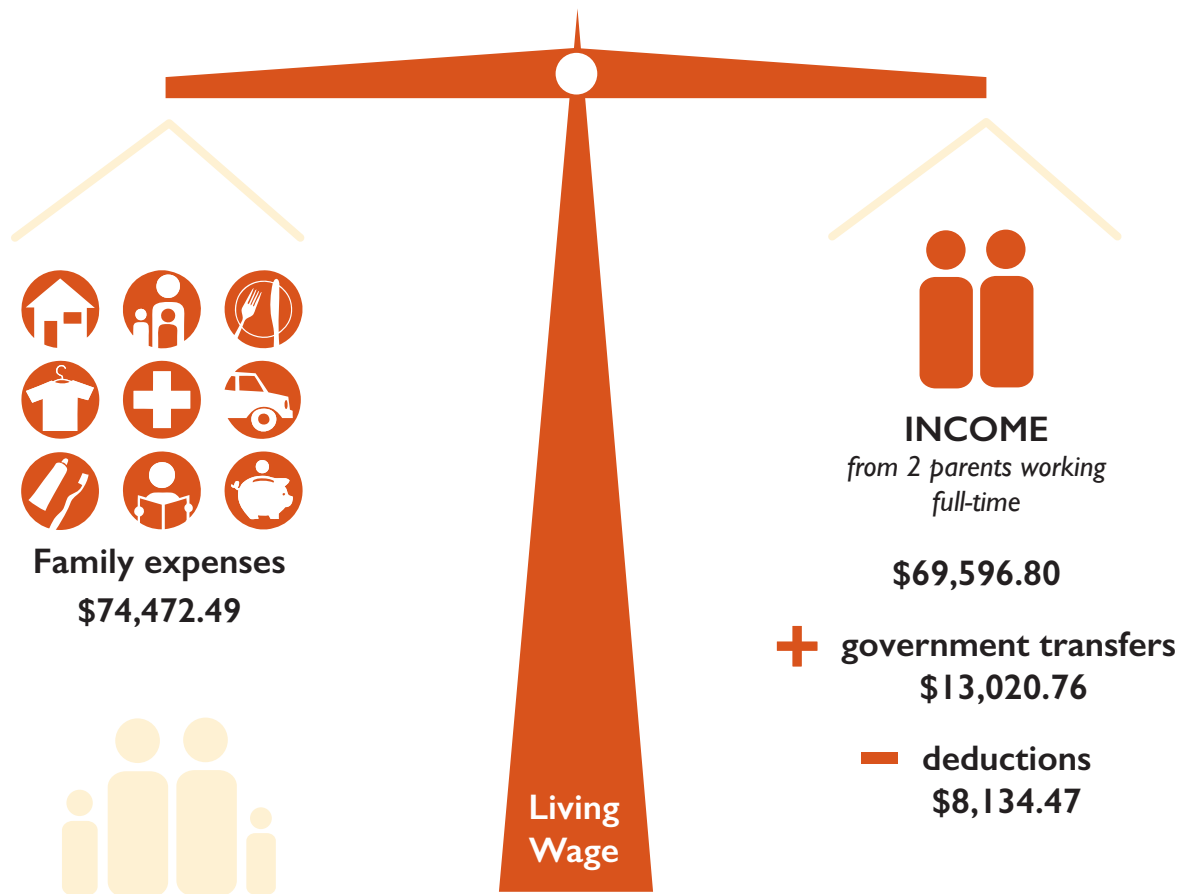 Family expenses
$74,472.49
Living
Wage
INCOME
from 2 parents working
full-time
$69,596.80
+ government transfers
$13,020.76
– deductions
$8,134.47